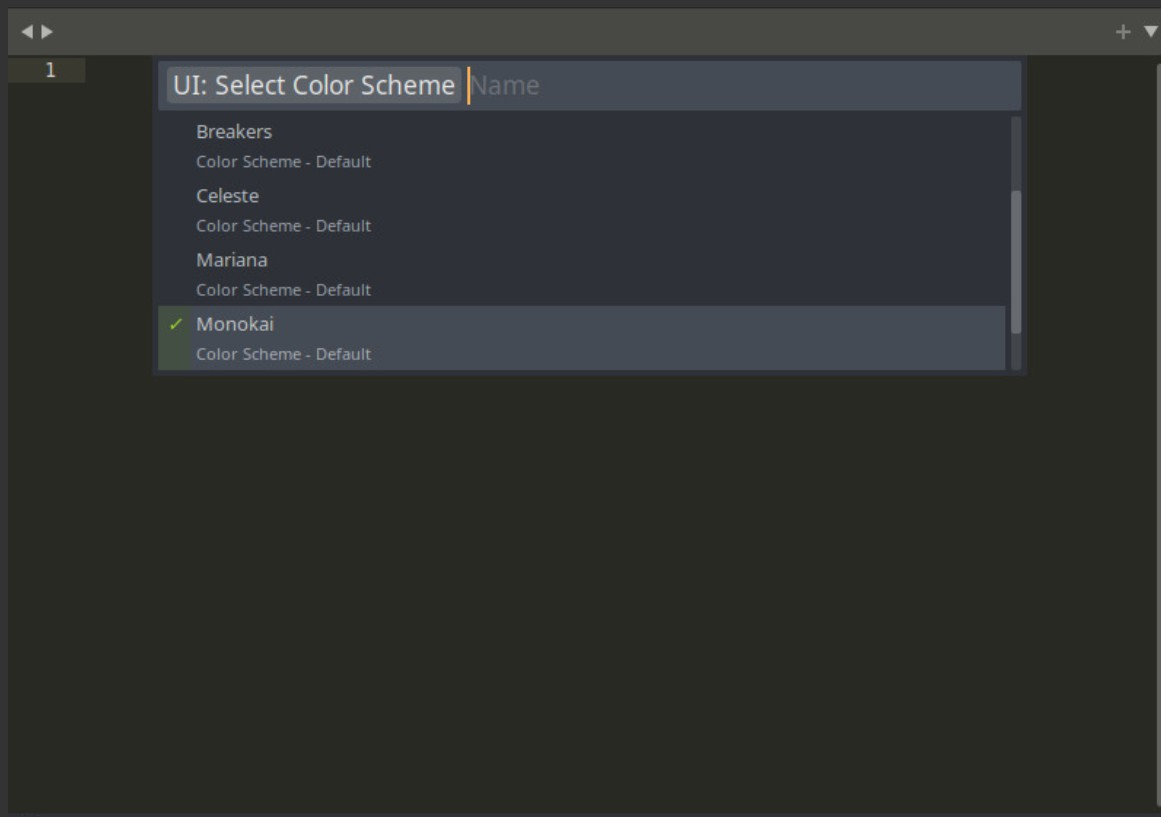 1
UI: Select Color Scheme Name
Breakers
Color Scheme - Default
Celeste
Color Scheme - Default
Mariana
Color Scheme - Default
✓ Monokai
Color Scheme - Default